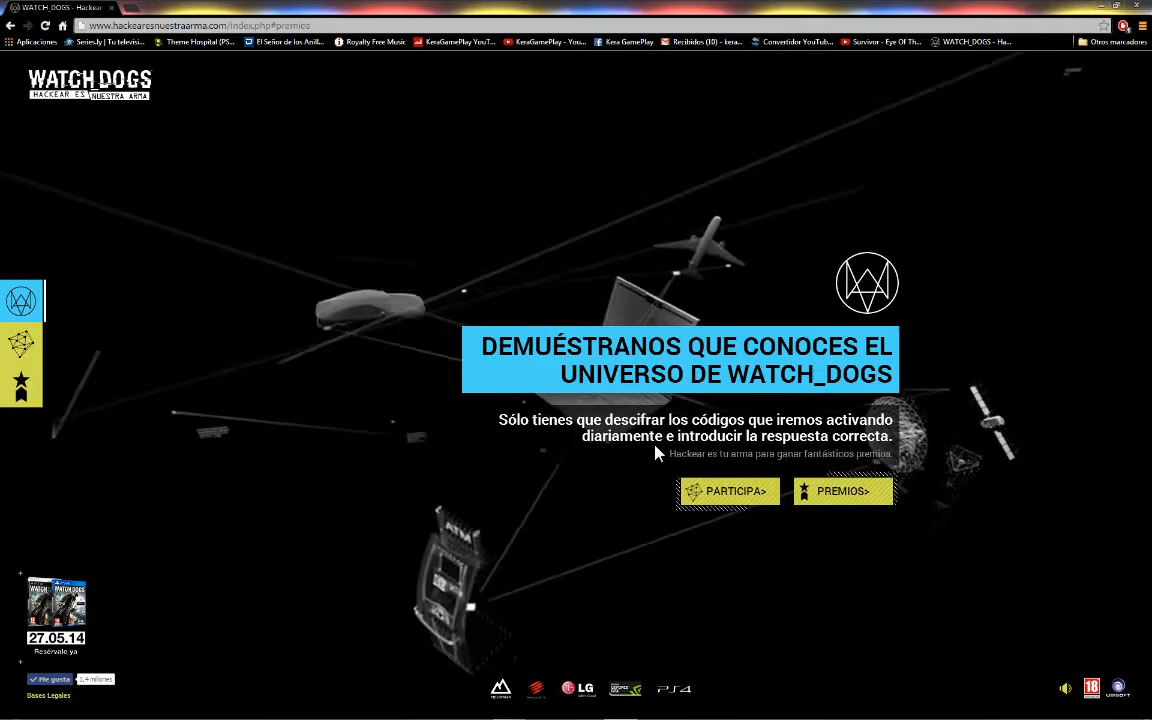 WATCH_DOGS - Hackear
www.hackearesnuestraarma.com/index.php#premios
Aplicaciones
Series.ly | Tu televisi...
Theme Hospital (PS...
El Señor de los Anill...
Royalty Free Music
KeraGamePlay YouT...
KeraGamePlay - You...
Kera GamePlay
Recibidos (10) - kera...
Convertidor YouTub...
Survivor - Eye Of Th...
WATCH_DOGS - Ha...
Otros marcadores
WATCH_DOGS
HACKEAR ES NUESTRA ARMA
DEMUÉSTRANOS QUE CONOCES EL
UNIVERSO DE WATCH_DOGS
Sólo tienes que descifrar los códigos que iremos activando
diariamente e introducir la respuesta correcta.
Hackear es tu arma para ganar fantásticos premios.
PARTICIPA>
PREMIOS>
ATM
WATCH
WATCH DOGS
27.05.14
Resérvalo ya
Me gusta
1,4 millones
Bases Legales
LG
PS4
18
UBISOFT